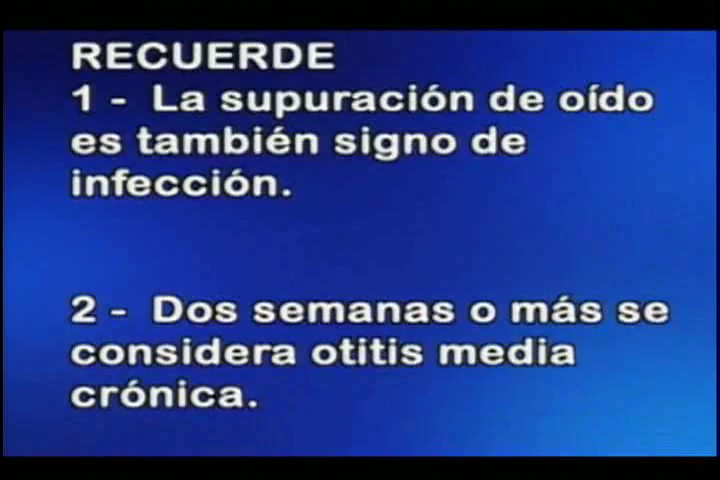 RECUERDE
1 - La supuración de oído
es también signo de
infección.
2 - Dos semanas o más se
considera otitis media
crónica.